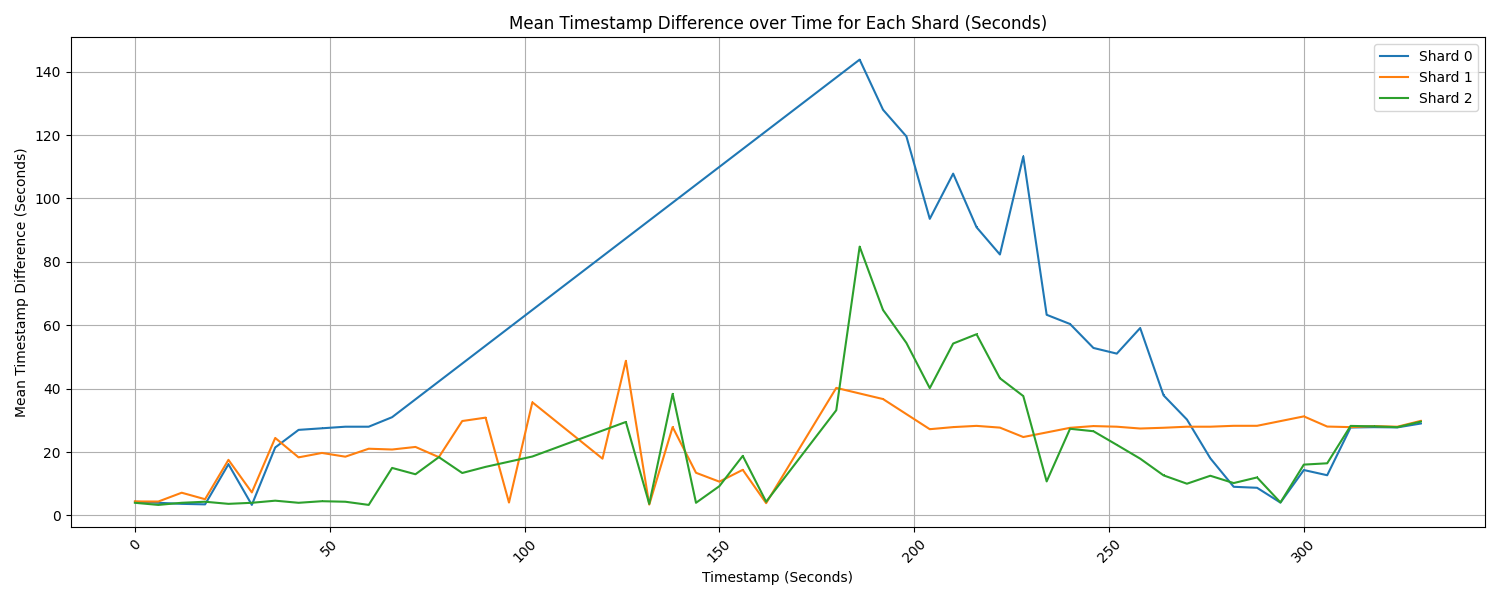 Mean Timestamp Difference over Time for Each Shard (Seconds)
Shard 0
Shard 1
Shard 2
Mean Timestamp Difference (Seconds)
140
120
100
80
60
40
20
0
0
50
100
150
200
250
300
Timestamp (Seconds)